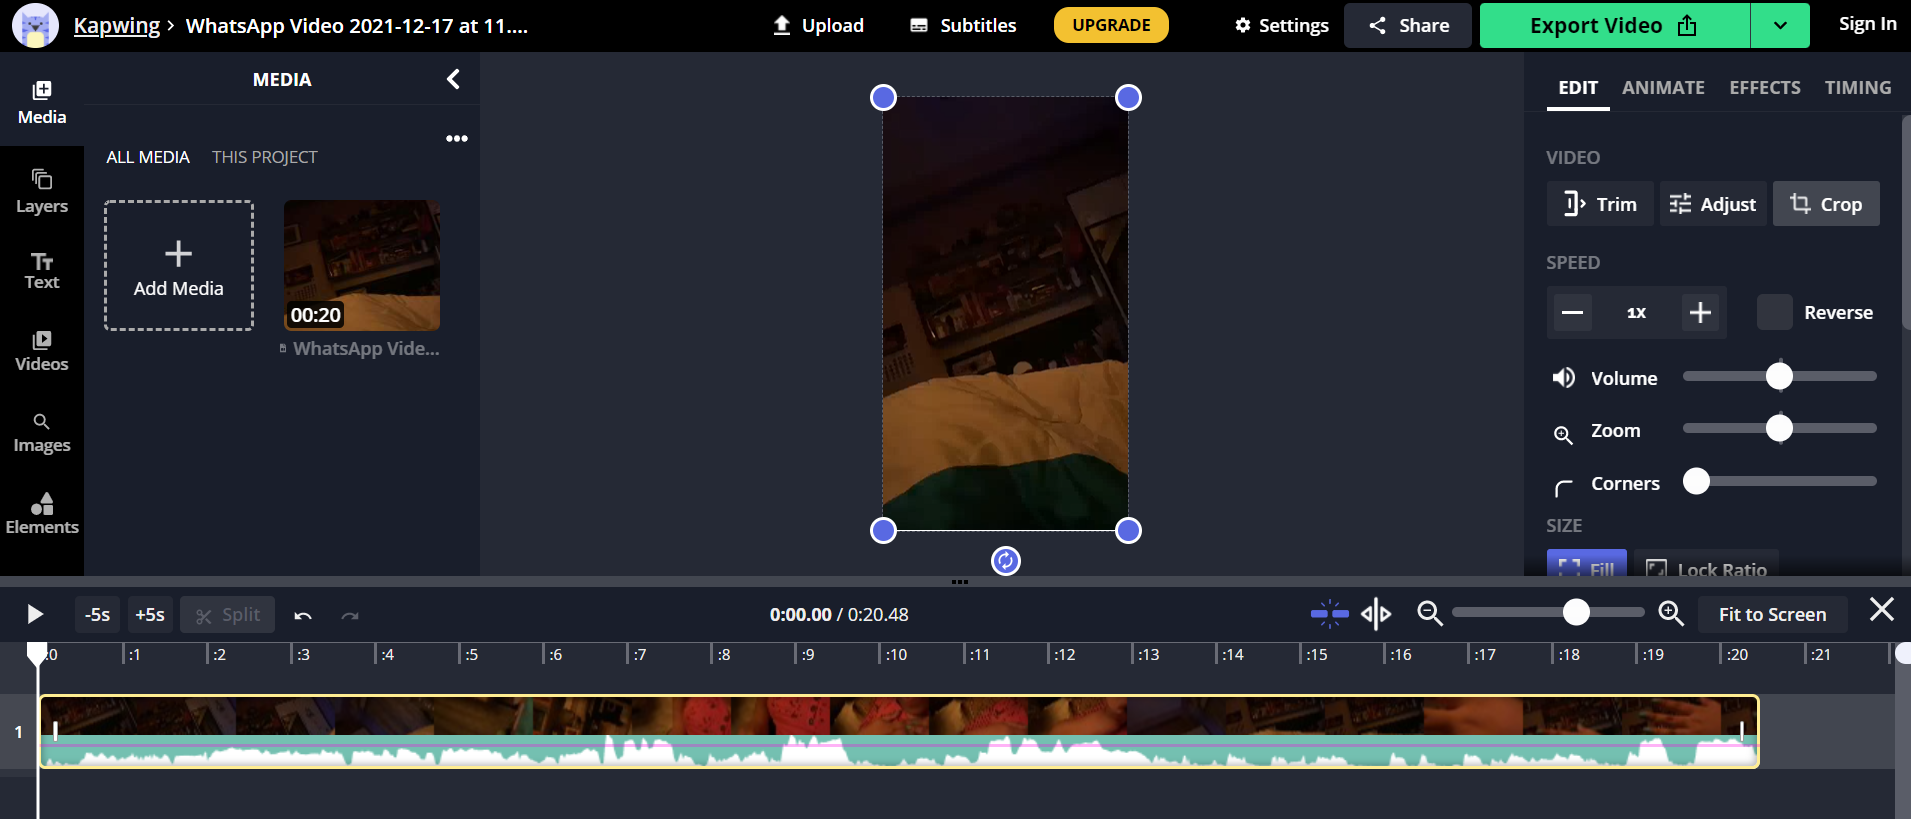 Kapwing › WhatsApp Video 2021-12-17 at 11....
Upload
Subtitles
UPGRADE
Settings
Share
Export Video
Sign In
Media
Layers
Text
Videos
Images
Elements
MEDIA
ALL MEDIA THIS PROJECT
Add Media
00:20
WhatsApp Vide...
EDIT ANIMATE EFFECTS TIMING
VIDEO
Trim Adjust Crop
SPEED
1X
Reverse
Volume
Zoom
Corners
SIZE
Fill Lock Ratio
-5s +5s Split
0:00.00 / 0:20.48
Fit to Screen
:0 :1 :2 :3 :4 :5 :6 :7 :8 :9 :10 :11 :12 :13 :14 :15 :16 :17 :18 :19 :20 :21
1